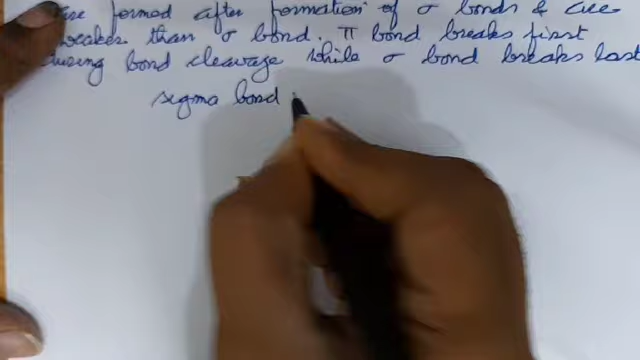 are formed after formation of σ bonds & are
weaker than σ bond. π bond breaks first
during bond cleavage while σ bond breaks last
sigma bond